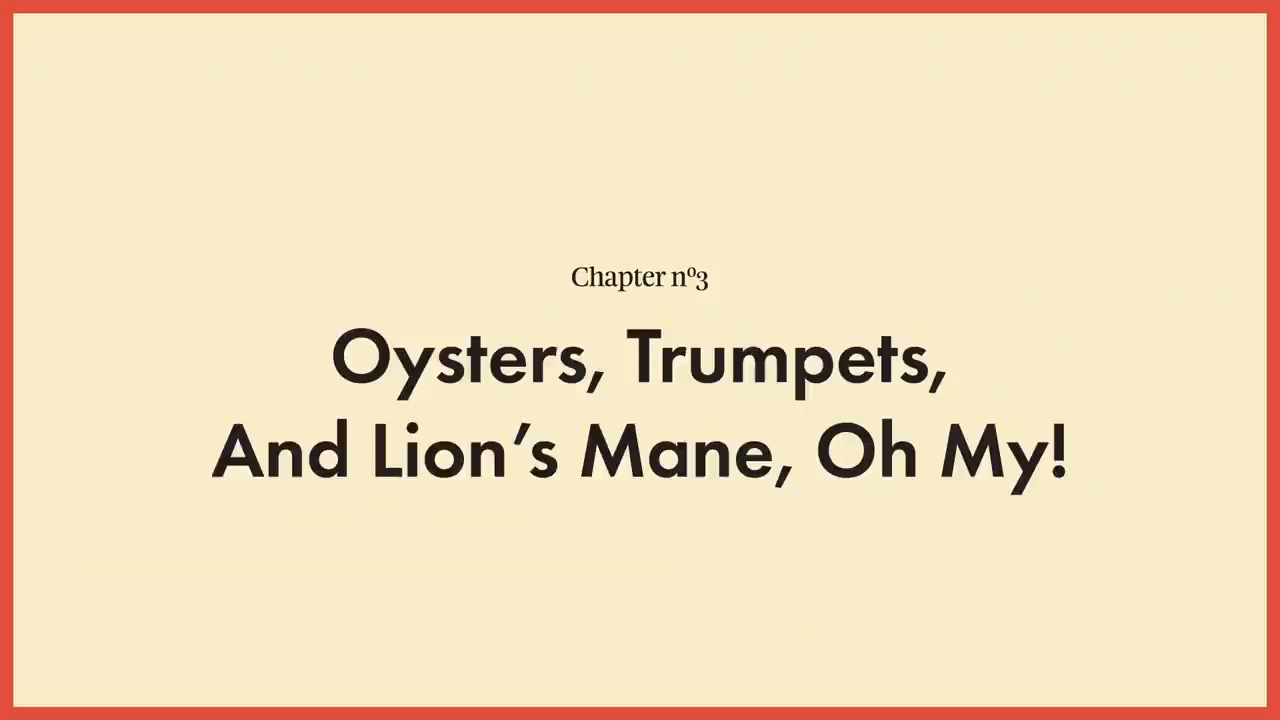 Chapter nº3
Oysters, Trumpets,
And Lion’s Mane, Oh My!